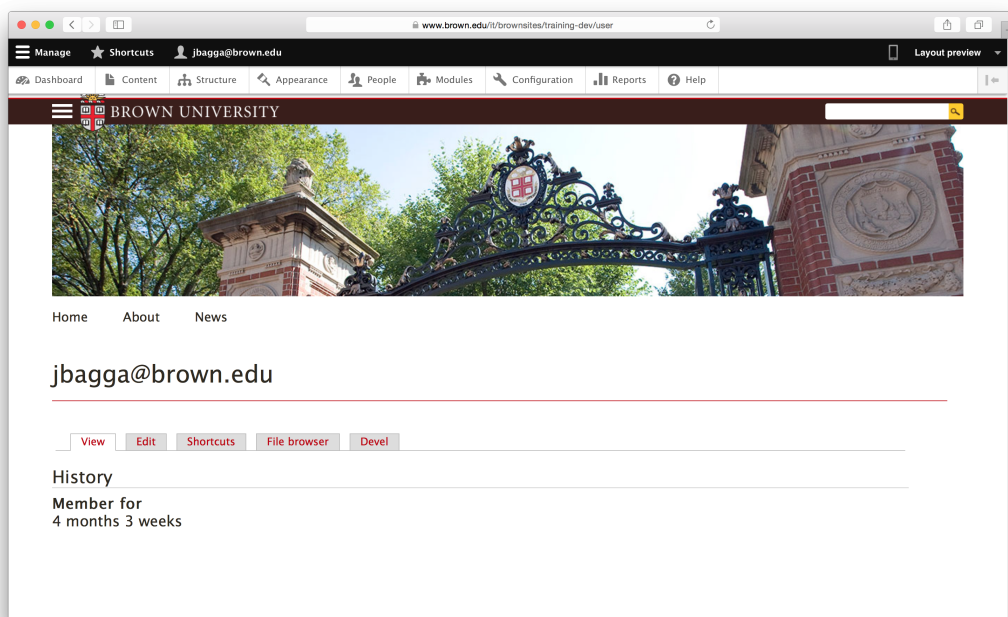 www.brown.edu/it/brownsites/training-dev/user
Manage Shortcuts jbagga@brown.edu Layout preview
Dashboard Content Structure Appearance People Modules Configuration Reports Help
BROWN UNIVERSITY
Home About News
jbagga@brown.edu
View Edit Shortcuts File browser Devel
History
Member for
4 months 3 weeks